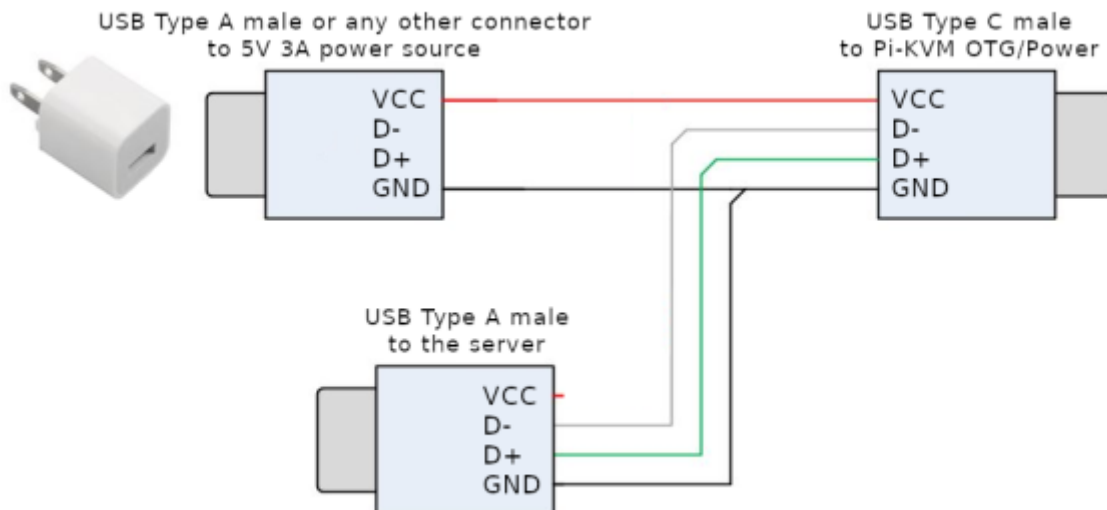 USB Type A male or any other connector
to 5V 3A power source
USB Type C male
to Pi-KVM OTG/Power
VCC
D-
D+
GND
VCC
D-
D+
GND
USB Type A male
to the server
VCC
D-
D+
GND